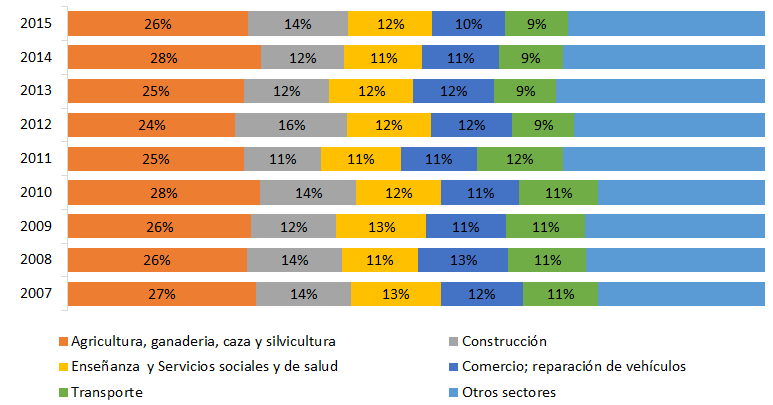 2015 26% 14% 12% 10% 9%
2014 28% 12% 11% 11% 9%
2013 25% 12% 12% 12% 9%
2012 24% 16% 12% 12% 9%
2011 25% 11% 11% 11% 12%
2010 28% 14% 12% 11% 11%
2009 26% 12% 13% 11% 11%
2008 26% 14% 11% 13% 11%
2007 27% 14% 13% 12% 11%
Agricultura, ganaderia, caza y silvicultura Construcción
Enseñanza y Servicios sociales y de salud Comercio; reparación de vehículos
Transporte Otros sectores